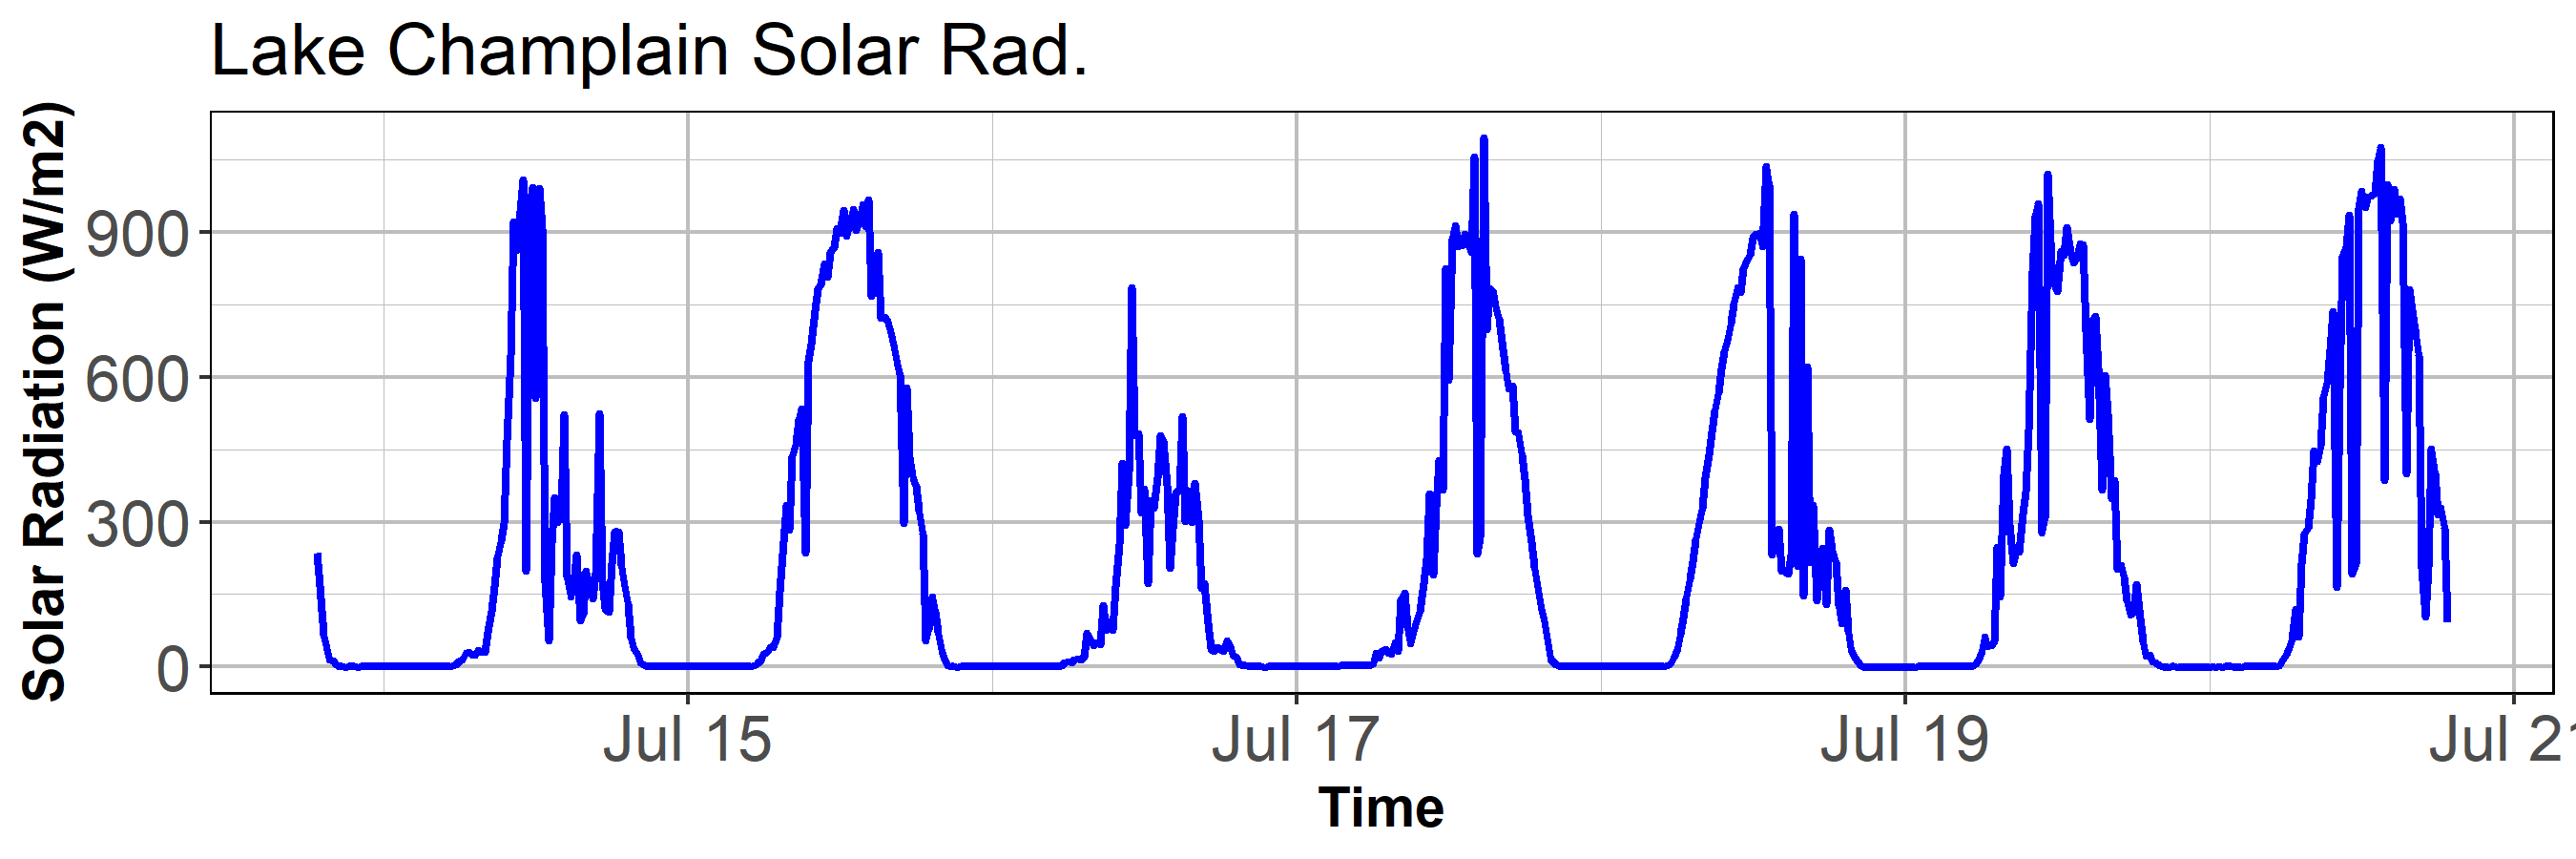 Lake Champlain Solar Rad.
Solar Radiation (W/m2)
900
600
300
0
Jul 15 Jul 17 Jul 19 Jul 21
Time